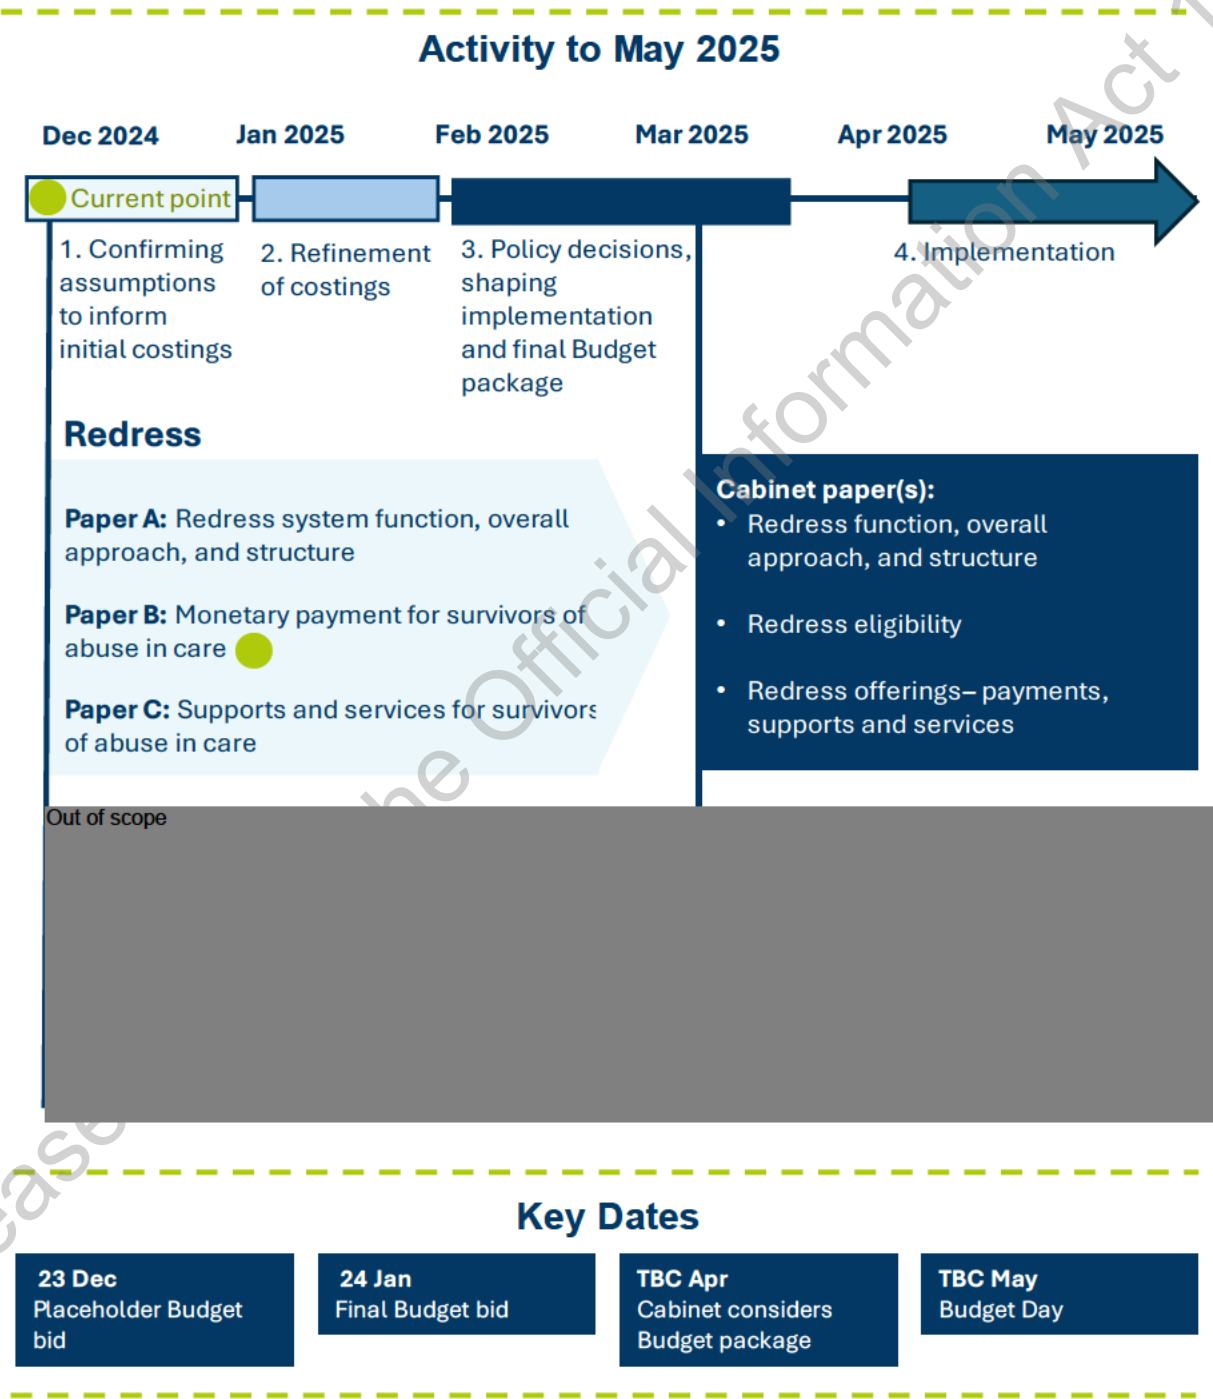 Activity to May 2025
Dec 2024
Jan 2025
Feb 2025
Mar 2025
Apr 2025
May 2025
Current point
1. Confirming
assumptions
to inform
initial costings
2. Refinement
of costings
3. Policy decisions,
shaping
implementation
and final Budget
package
4. Implementation
Redress
Paper A: Redress system function, overall
approach, and structure
Paper B: Monetary payment for survivors of
abuse in care
Paper C: Supports and services for survivors
of abuse in care
Cabinet paper(s):
• Redress function, overall
approach, and structure
• Redress eligibility
• Redress offerings– payments,
supports and services
Out of scope
Key Dates
23 Dec
Placeholder Budget
bid
24 Jan
Final Budget bid
TBC Apr
Cabinet considers
Budget package
TBC May
Budget Day
Official Information Act